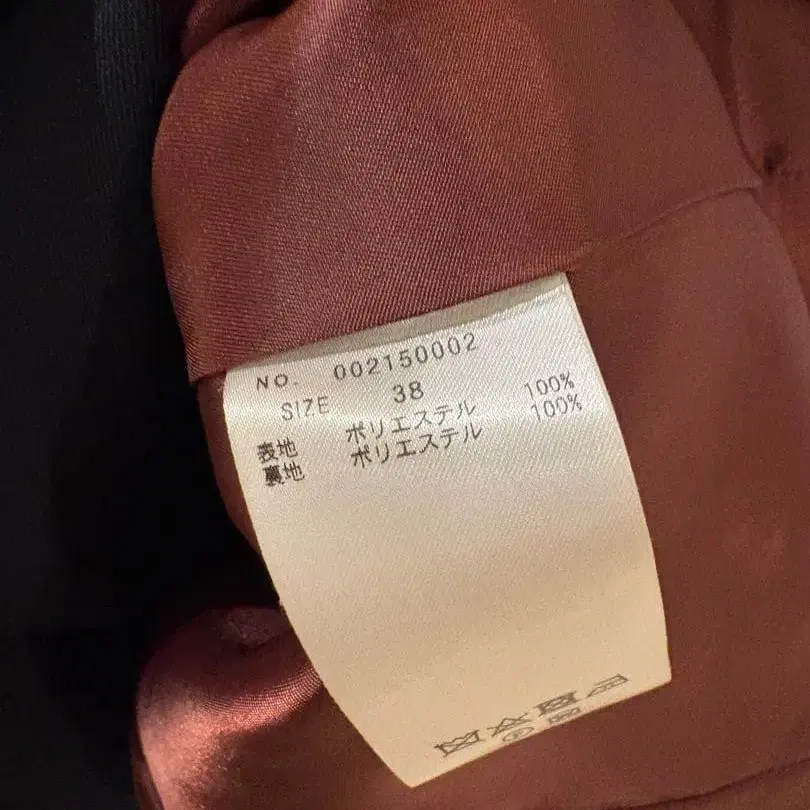 NO. 002150002
SIZE 38
表地 ポリエステル 100%
裏地 ポリエステル 100%